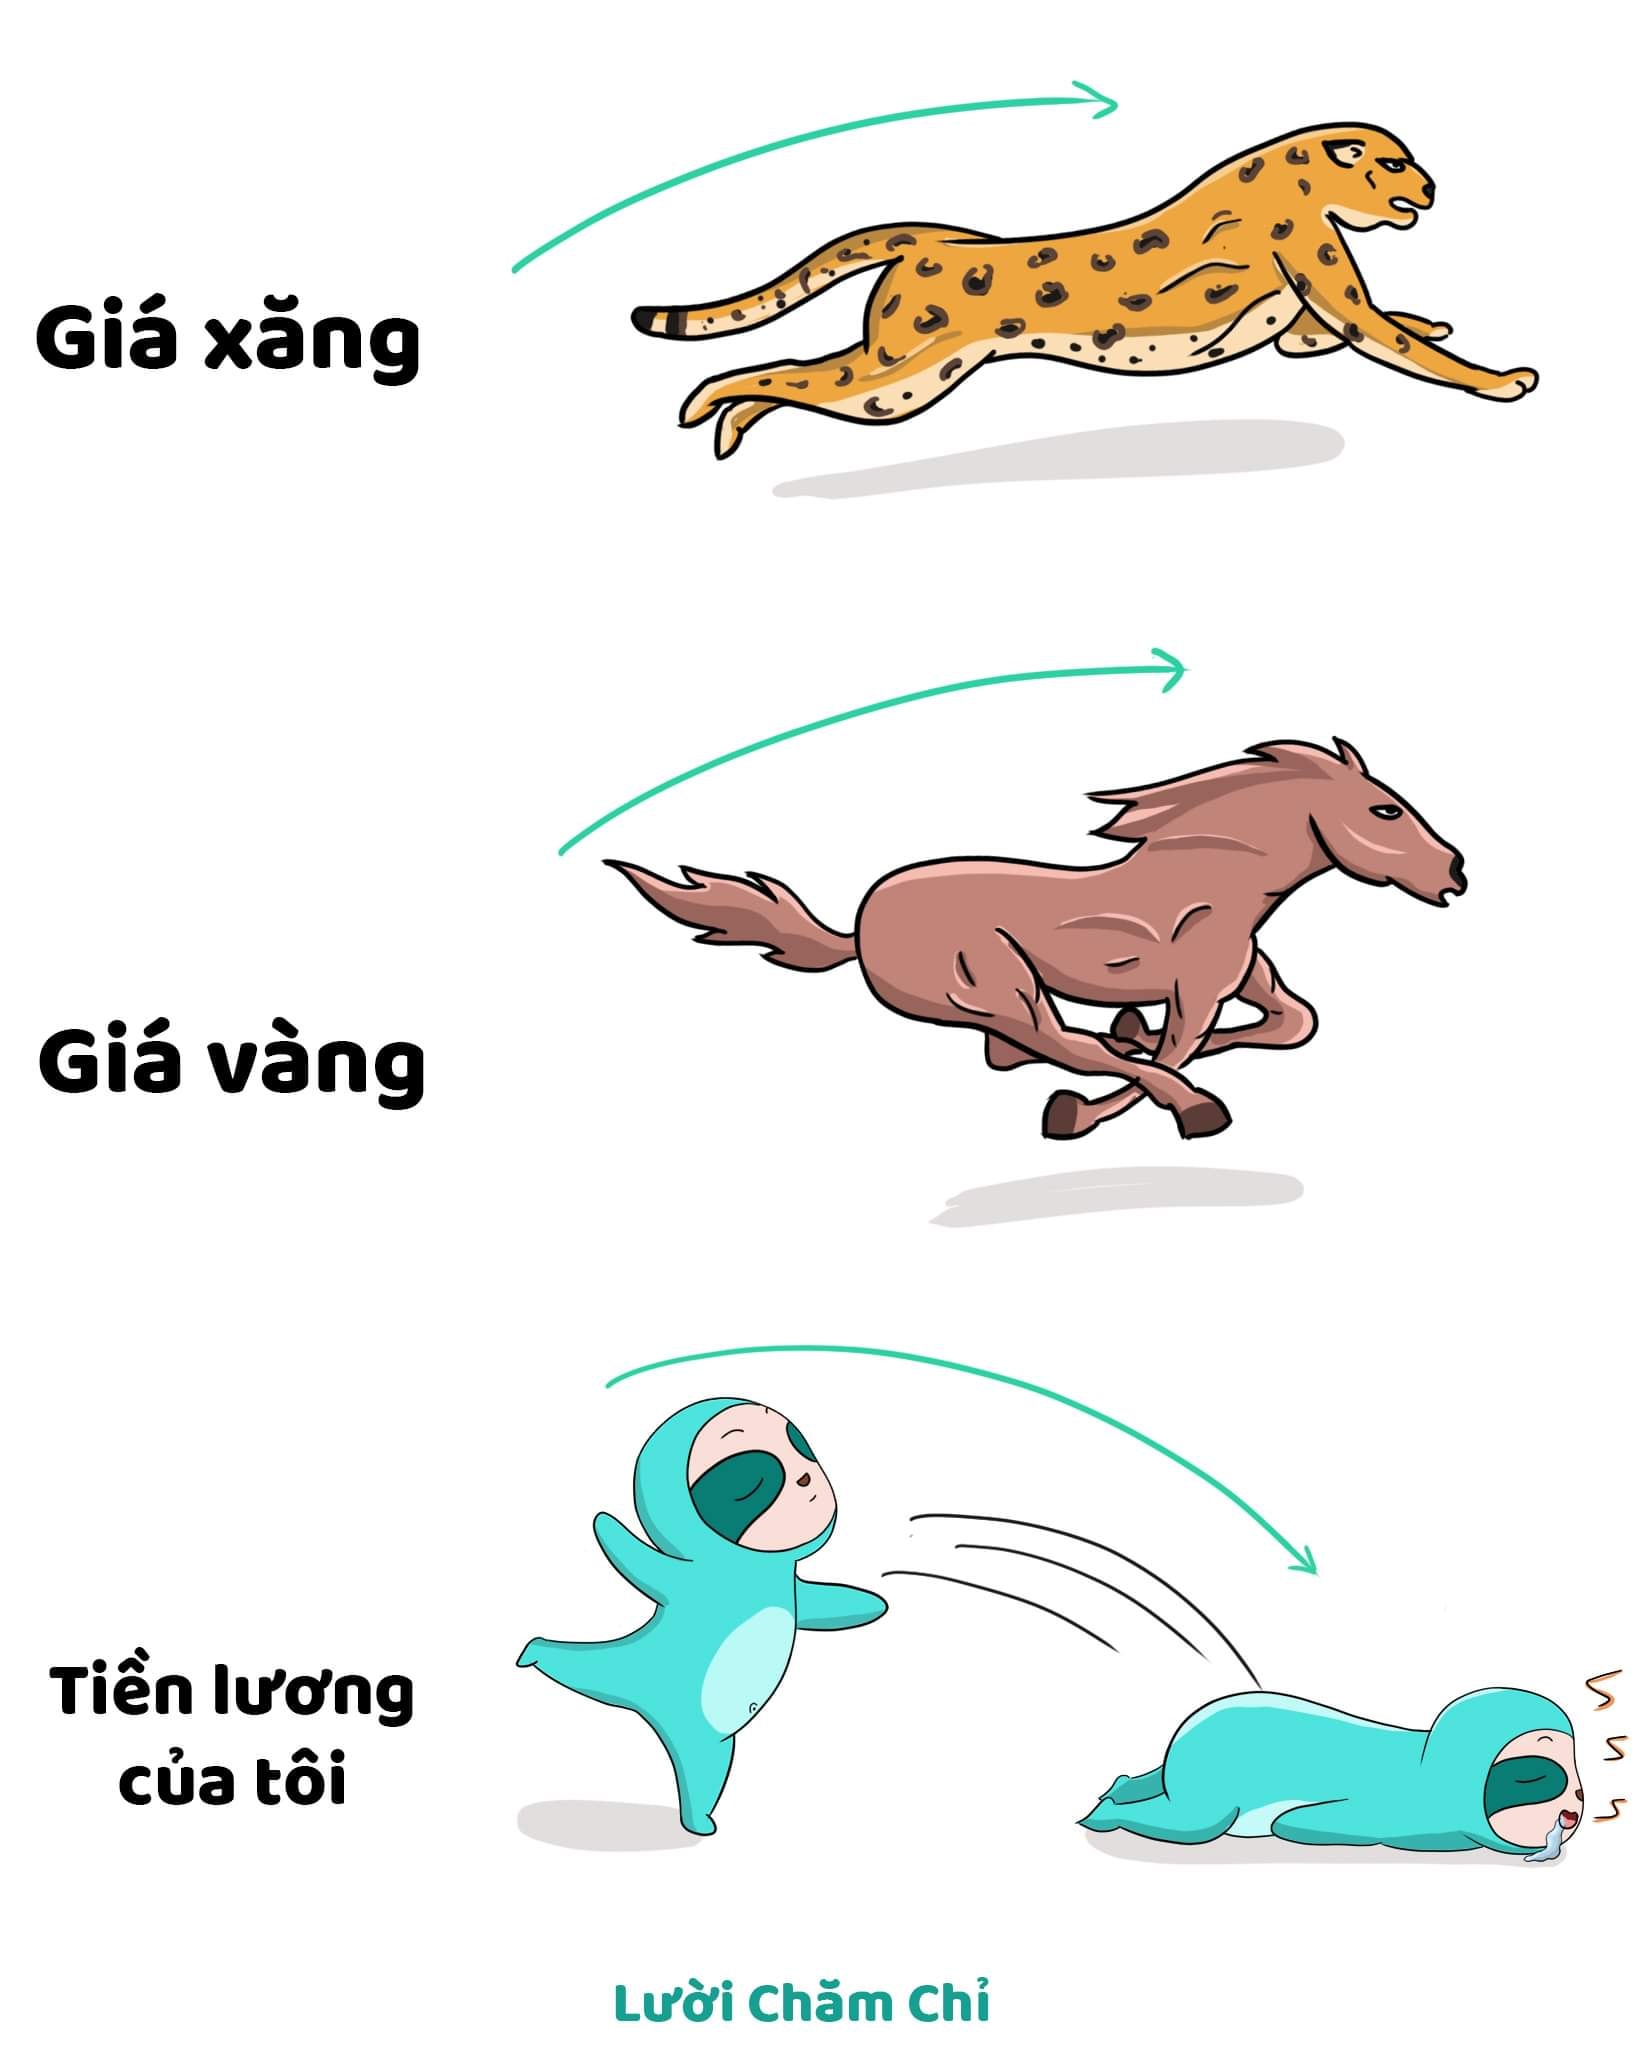 Giá xăng
Giá vàng
Tiền lương
của tôi
Lười Chăm Chỉ